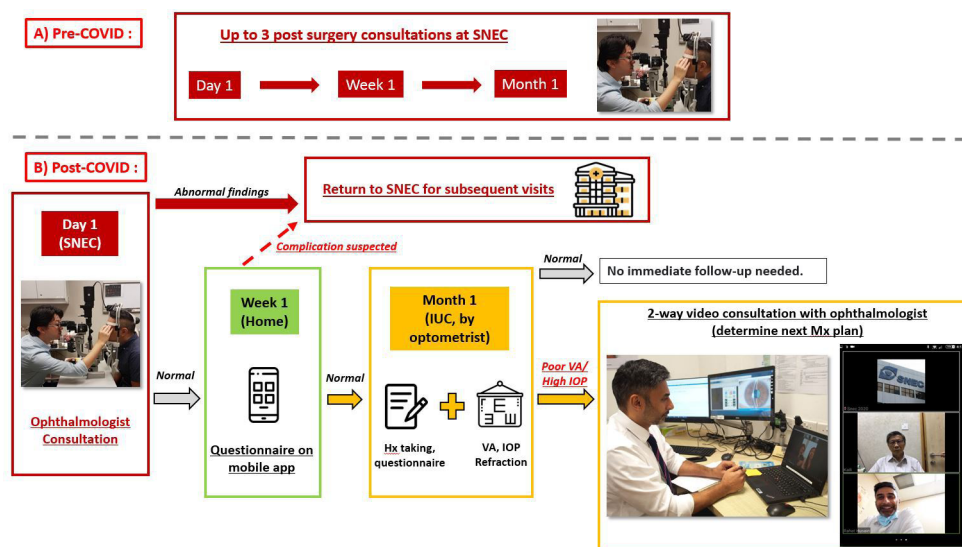 A) Pre-COVID :
Up to 3 post surgery consultations at SNEC
Day 1
Week 1
Month 1
B) Post-COVID :
Day 1
(SNEC)
Ophthalmologist
Consultation
Abnormal findings
Return to SNEC for subsequent visits
Complication suspected
Normal
Week 1
(Home)
Questionnaire on
mobile app
Normal
Month 1
(IUC, by
optometrist)
Hx taking,
questionnaire
E
VA, IOP
Refraction
Normal
No immediate follow-up needed.
Poor VA/
High IOP
2-way video consultation with ophthalmologist
(determine next Mx plan)
SNEC